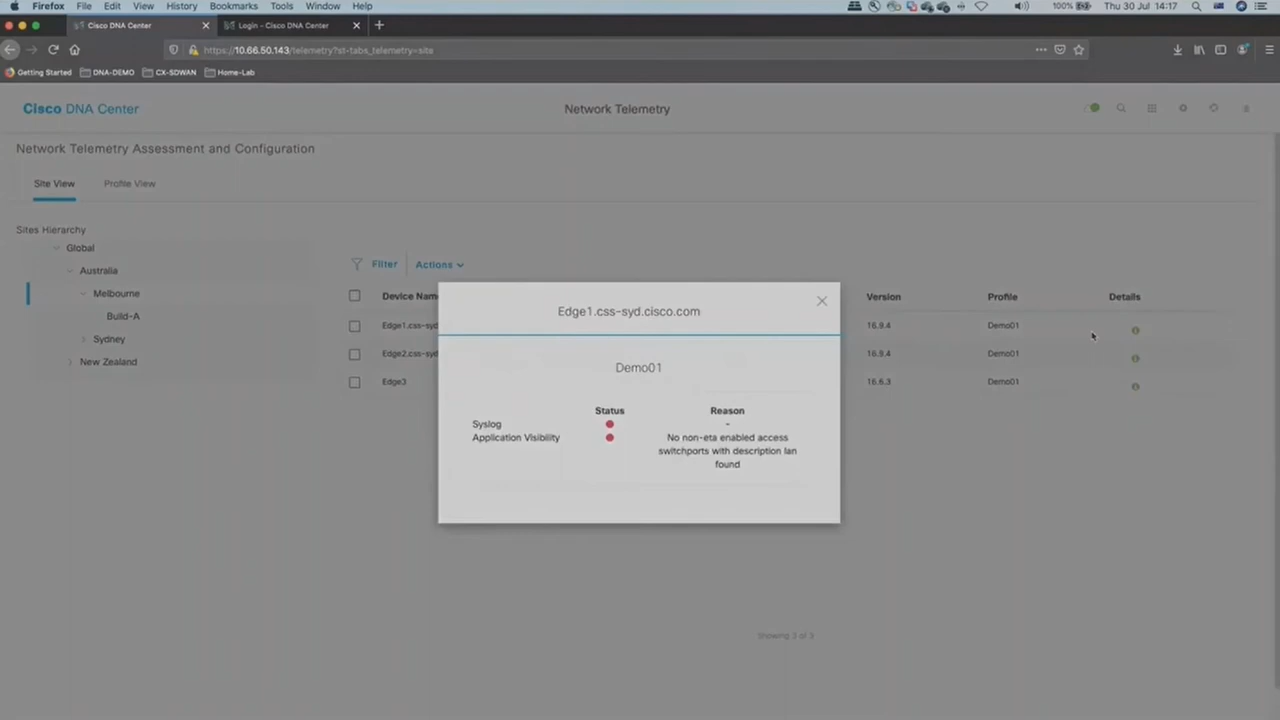 Firefox File Edit View History Bookmarks Tools Window Help 100% Thu 30 Jul 14:17
Cisco DNA Center Login - Cisco DNA Center
https://10.66.50.143/telemetry?st-tabs_telemetry=site
Getting Started DNA-DEMO CX-SDWAN Home-Lab
Cisco DNA Center Network Telemetry
Network Telemetry Assessment and Configuration
Site View Profile View
Sites Hierarchy
Global
Australia
Melbourne
Build-A
Sydney
New Zealand
Filter Actions
Device Nam Version Profile Details
Edge1.css-syd 16.9.4 Demo01
Edge2.css-syd 16.9.4 Demo01
Edge3 16.6.3 Demo01
Edge1.css-syd.cisco.com
Demo01
Status Reason
Syslog -
Application Visibility No non-eta enabled access
switchports with description lan
found
Showing 3 of 3